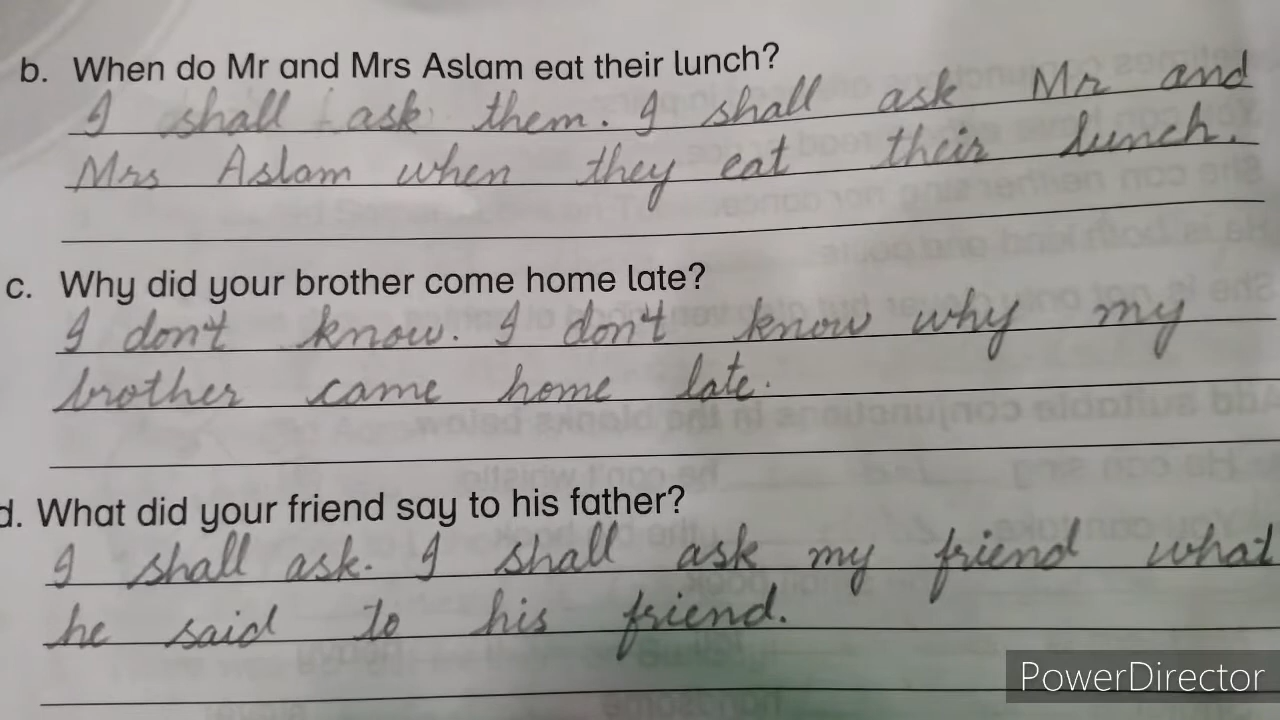 b. When do Mr and Mrs Aslam eat their lunch?
I shall ask them. I shall ask Mr and
Mrs Aslam when they eat their lunch.
c. Why did your brother come home late?
I don't know. I don't know why my
brother came home late.
d. What did your friend say to his father?
I shall ask. I shall ask my friend what
he said to his friend.
PowerDirector